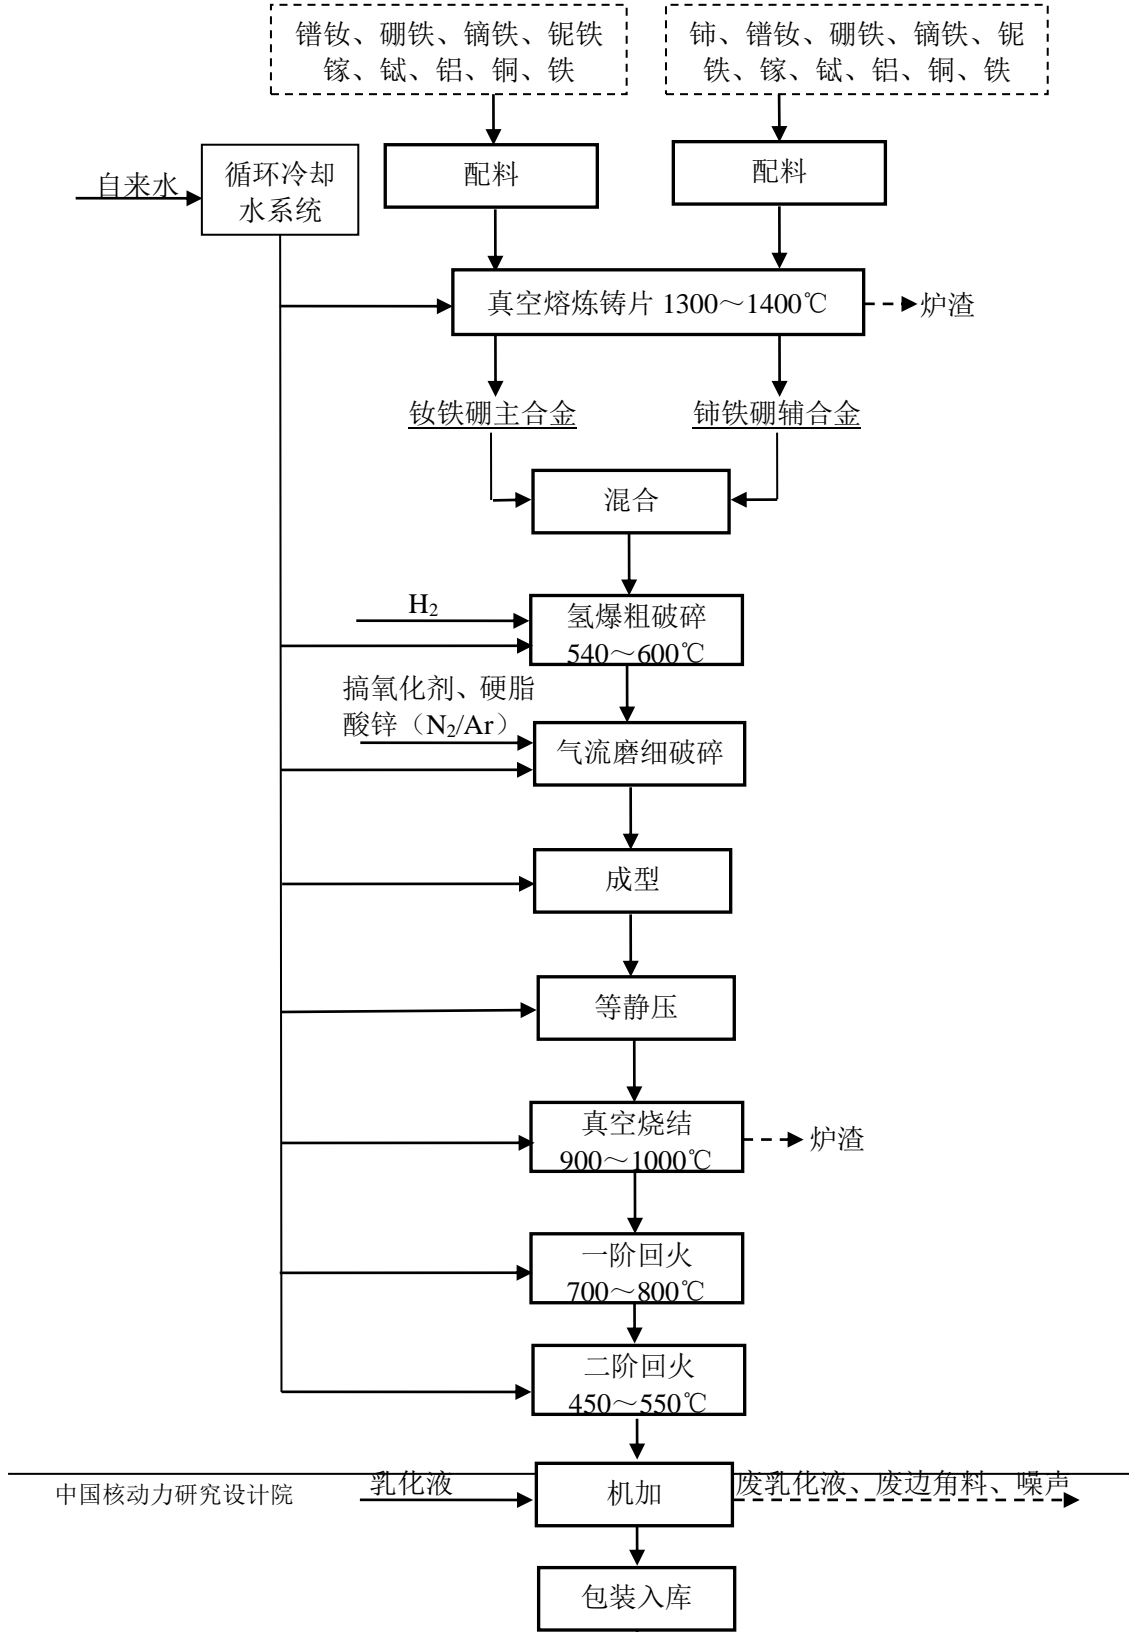 镨钕、硼铁、镝铁、铌铁
镓、铽、铝、铜、铁
铈、镨钕、硼铁、镝铁、铌
铁、镓、铽、铝、铜、铁
配料
配料
自来水
循环冷却
水系统
真空熔炼铸片 1300～1400℃
炉渣
钕铁硼主合金
铈铁硼辅合金
混合
H₂
氢爆粗破碎
540～600℃
搞氧化剂、硬脂
酸锌（N₂/Ar）
气流磨细破碎
成型
等静压
真空烧结
900～1000℃
炉渣
一阶回火
700～800℃
二阶回火
450～550℃
中国核动力研究设计院
乳化液
机加
废乳化液、废边角料、噪声
包装入库